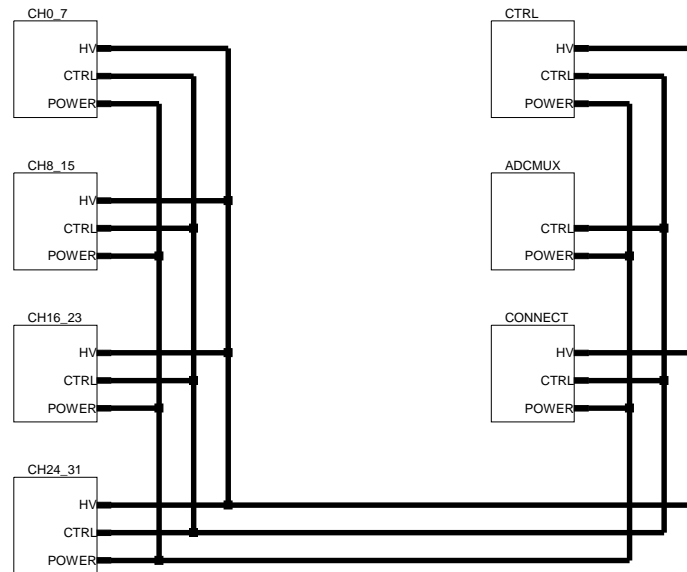 CH0_7
HV
CTRL
POWER
CH8_15
HV
CTRL
POWER
CH16_23
HV
CTRL
POWER
CH24_31
HV
CTRL
POWER
CTRL
HV
CTRL
POWER
ADCMUX
CTRL
POWER
CONNECT
HV
CTRL
POWER